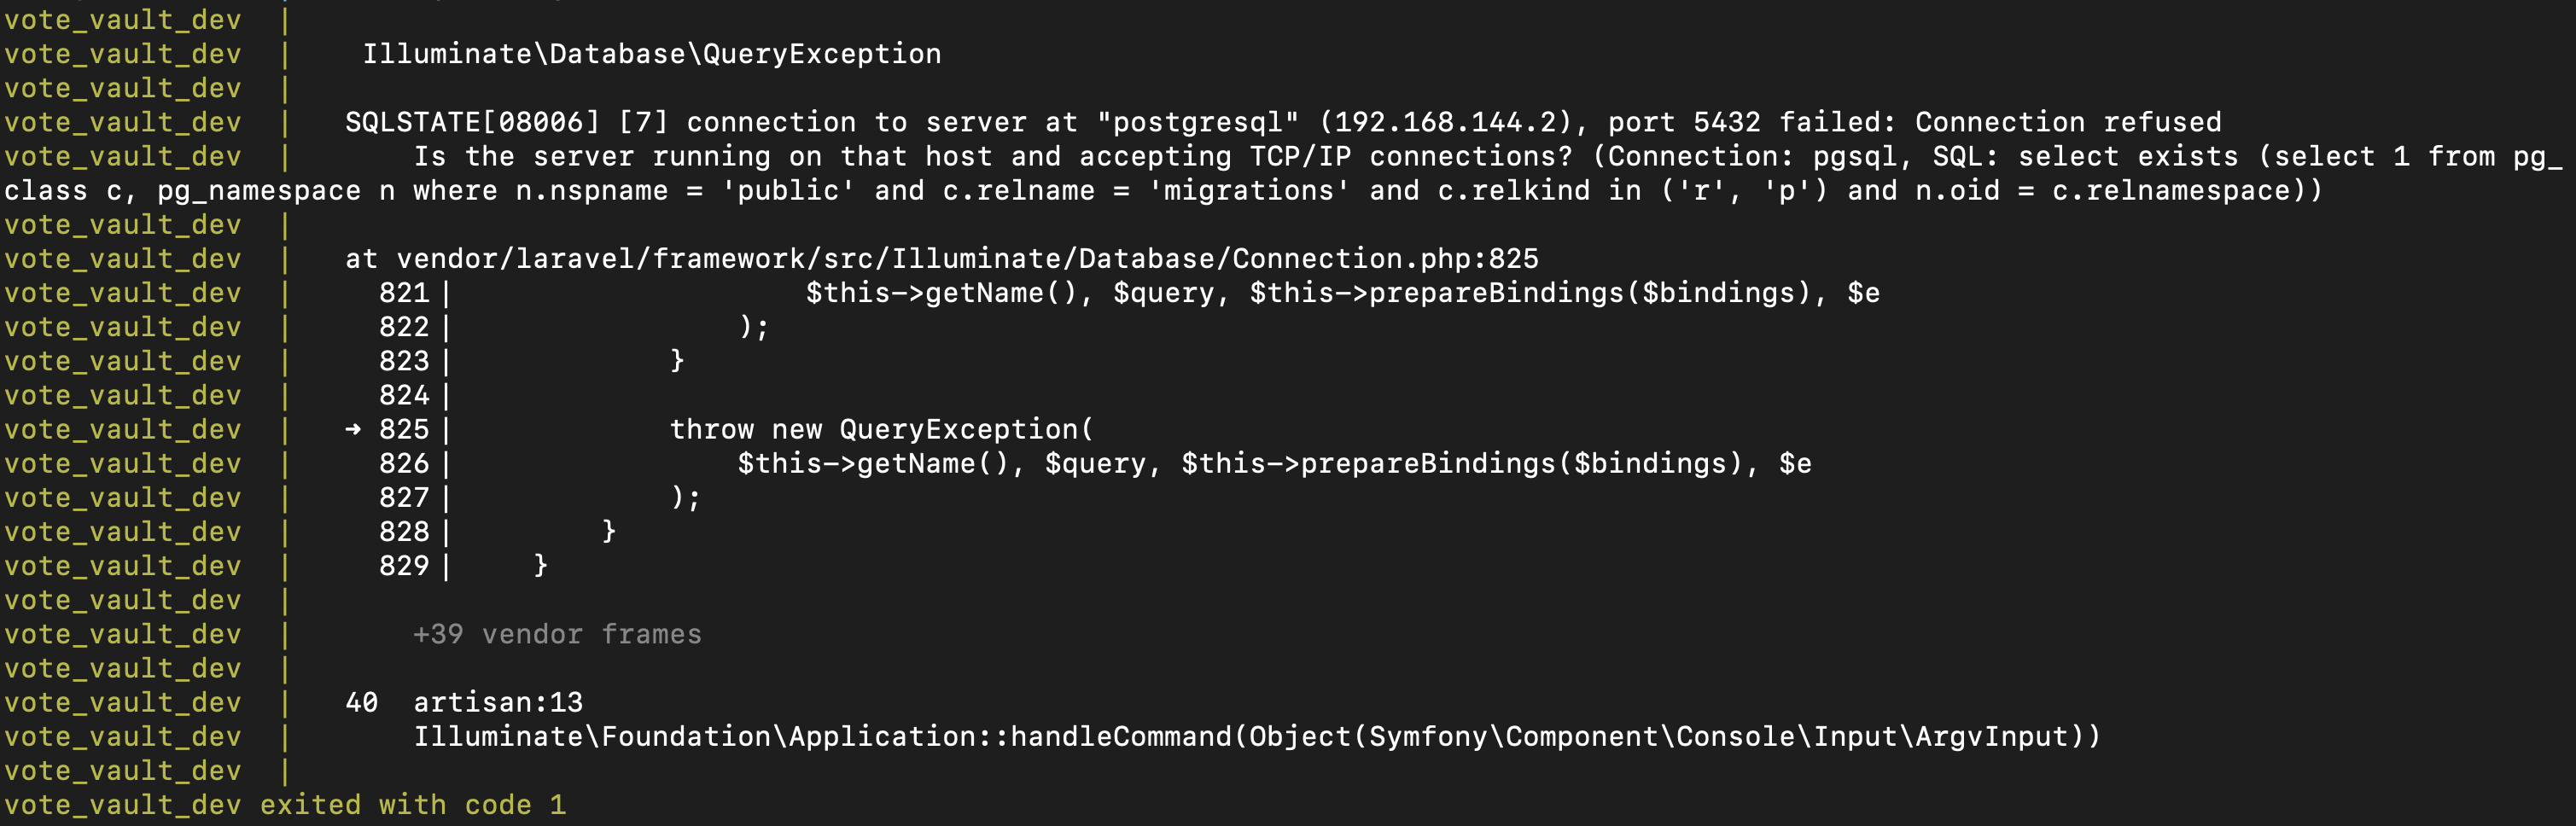 vote_vault_dev  |
vote_vault_dev  |    Illuminate\Database\QueryException
vote_vault_dev  |
vote_vault_dev  |   SQLSTATE[08006] [7] connection to server at "postgresql" (192.168.144.2), port 5432 failed: Connection refused
vote_vault_dev  |       Is the server running on that host and accepting TCP/IP connections? (Connection: pgsql, SQL: select exists (select 1 from pg_
class c, pg_namespace n where n.nspname = 'public' and c.relname = 'migrations' and c.relkind in ('r', 'p') and n.oid = c.relnamespace))
vote_vault_dev  |
vote_vault_dev  |   at vendor/laravel/framework/src/Illuminate/Database/Connection.php:825
vote_vault_dev  |     821|                     $this->getName(), $query, $this->prepareBindings($bindings), $e
vote_vault_dev  |     822|                 );
vote_vault_dev  |     823|             }
vote_vault_dev  |     824|
vote_vault_dev  |   ➜ 825|             throw new QueryException(
vote_vault_dev  |     826|                 $this->getName(), $query, $this->prepareBindings($bindings), $e
vote_vault_dev  |     827|             );
vote_vault_dev  |     828|         }
vote_vault_dev  |     829|     }
vote_vault_dev  |
vote_vault_dev  |       +39 vendor frames
vote_vault_dev  |
vote_vault_dev  |   40  artisan:13
vote_vault_dev  |       Illuminate\Foundation\Application::handleCommand(Object(Symfony\Component\Console\Input\ArgvInput))
vote_vault_dev  |
vote_vault_dev exited with code 1